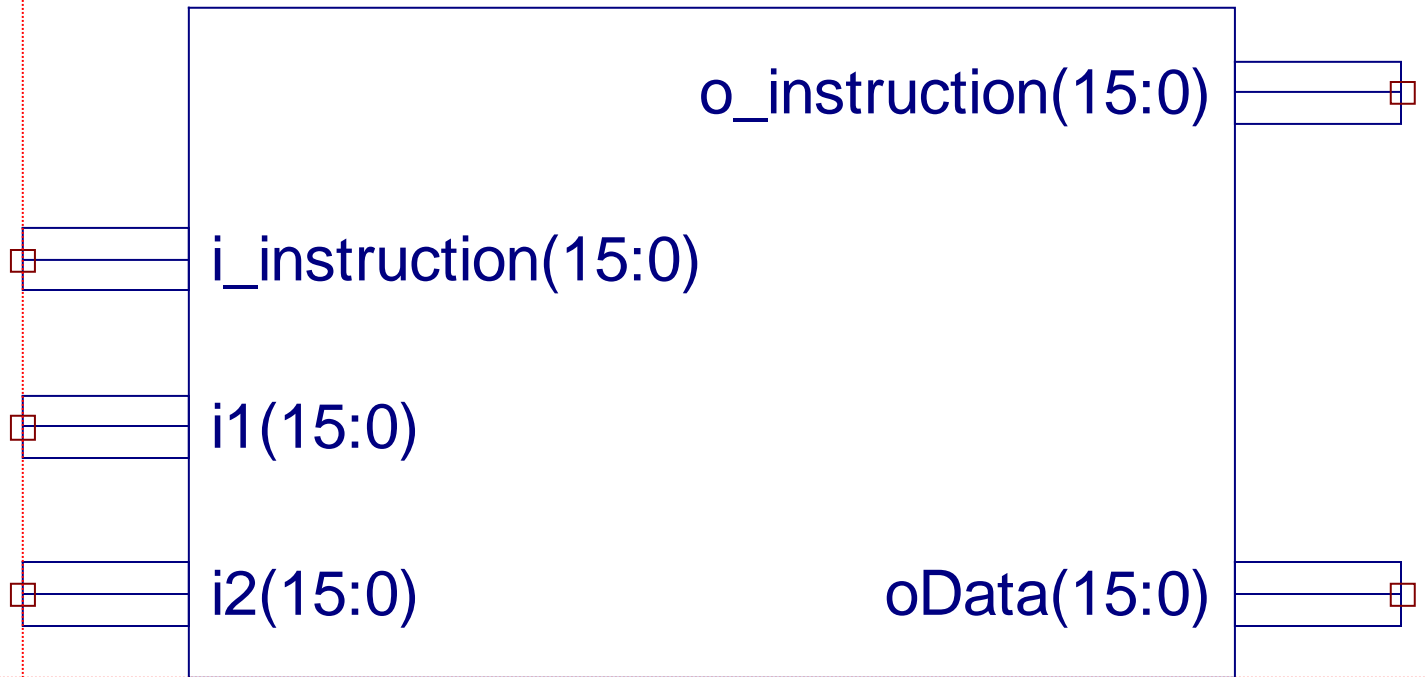 o_instruction(15:0)
i_instruction(15:0)
i1(15:0)
i2(15:0)
oData(15:0)